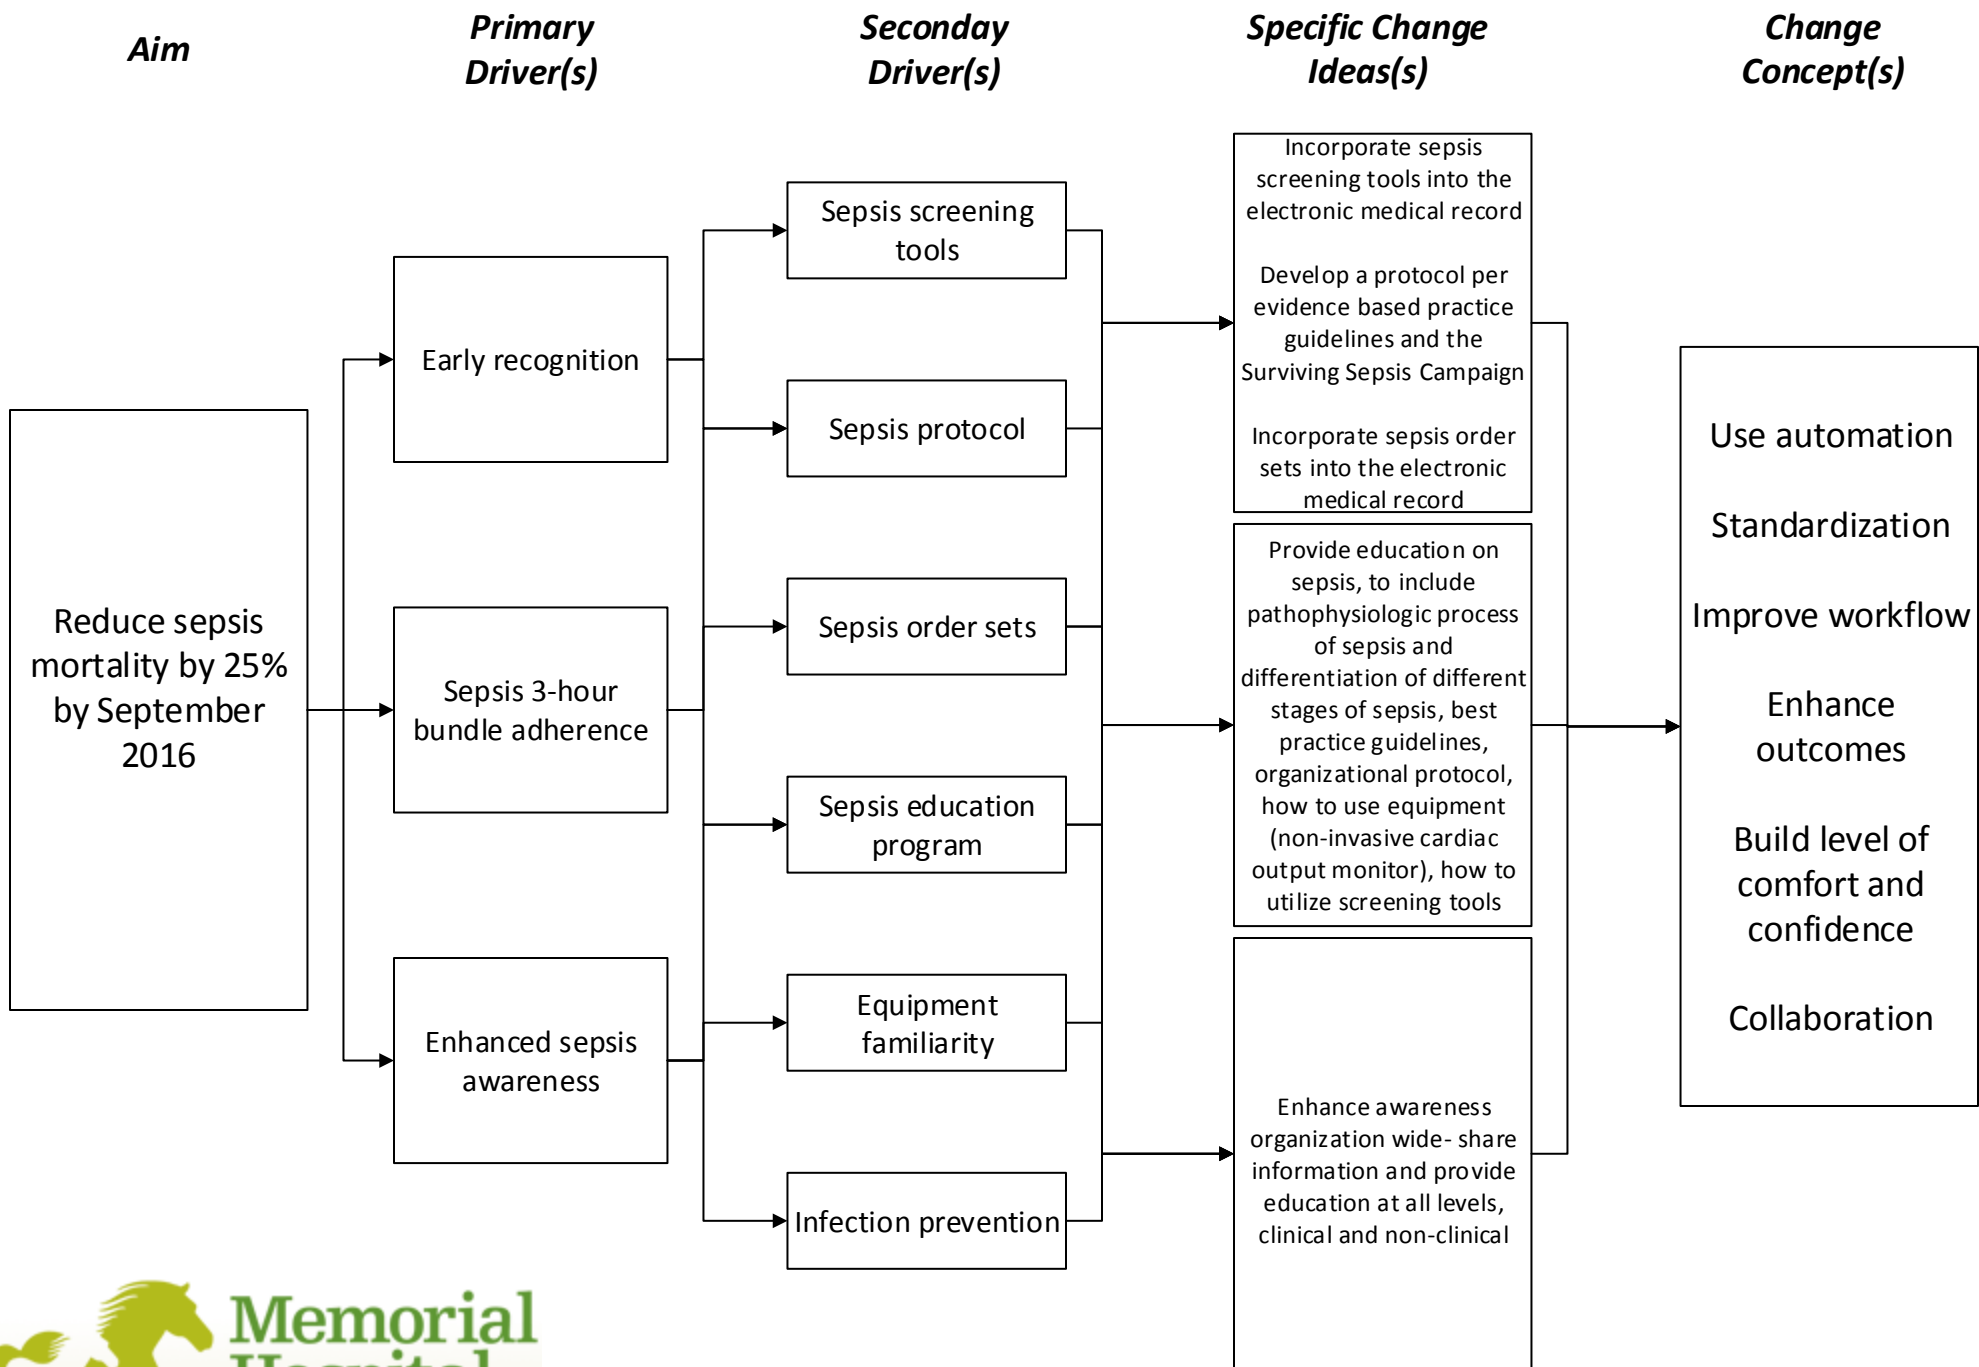 Aim
Primary
Driver(s)
Seconday
Driver(s)
Specific Change
Ideas(s)
Change
Concept(s)
Reduce sepsis
mortality by 25%
by September
2016
Early recognition
Sepsis 3-hour
bundle adherence
Enhanced sepsis
awareness
Sepsis screening
tools
Sepsis protocol
Sepsis order sets
Sepsis education
program
Equipment
familiarity
Infection prevention
Incorporate sepsis
screening tools into the
electronic medical record
Develop a protocol per
evidence based practice
guidelines and the
Surviving Sepsis Campaign
Incorporate sepsis order
sets into the electronic
medical record
Provide education on
sepsis, to include
pathophysiologic process
of sepsis and
differentiation of different
stages of sepsis, best
practice guidelines,
organizational protocol,
how to use equipment
(non-invasive cardiac
output monitor), how to
utilize screening tools
Enhance awareness
organization wide- share
information and provide
education at all levels,
clinical and non-clinical
Use automation
Standardization
Improve workflow
Enhance
outcomes
Build level of
comfort and
confidence
Collaboration
Memorial
Hospital